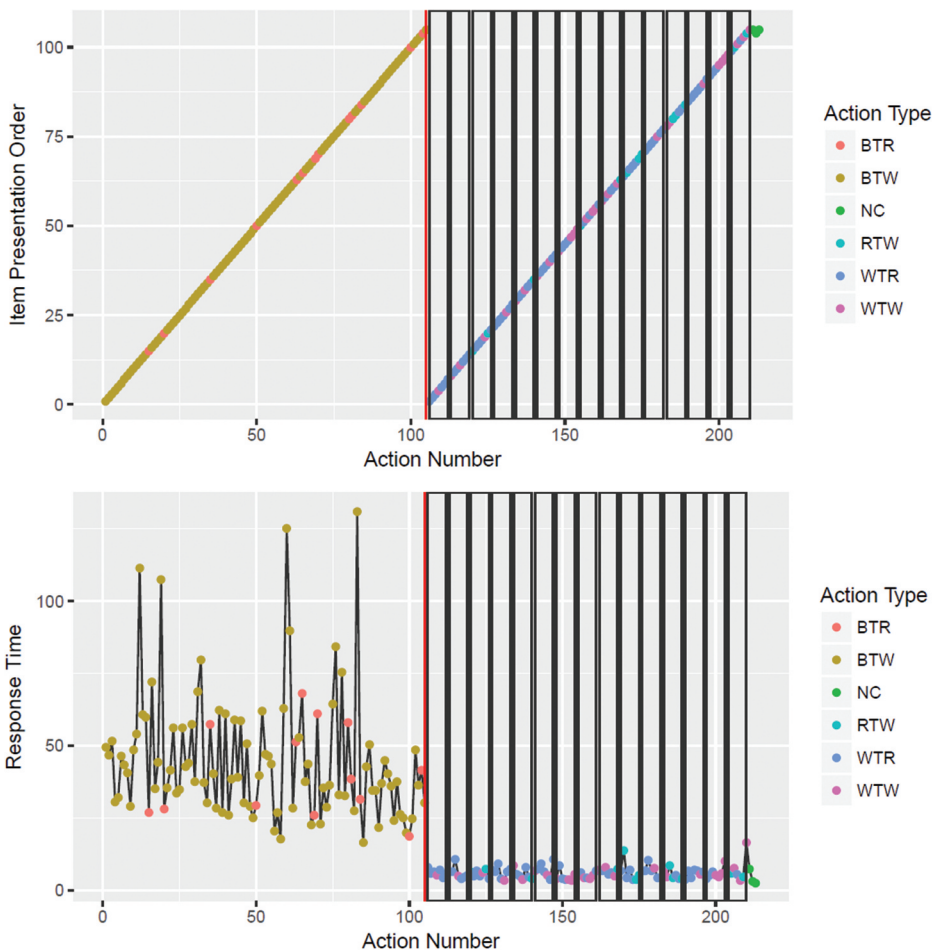 100
75
50
25
0
Item Presentation Order
0
50
100
150
200
Action Number
Action Type
BTR
BTW
NC
RTW
WTR
WTW
100
50
0
Response Time
0
50
100
150
200
Action Number
Action Type
BTR
BTW
NC
RTW
WTR
WTW